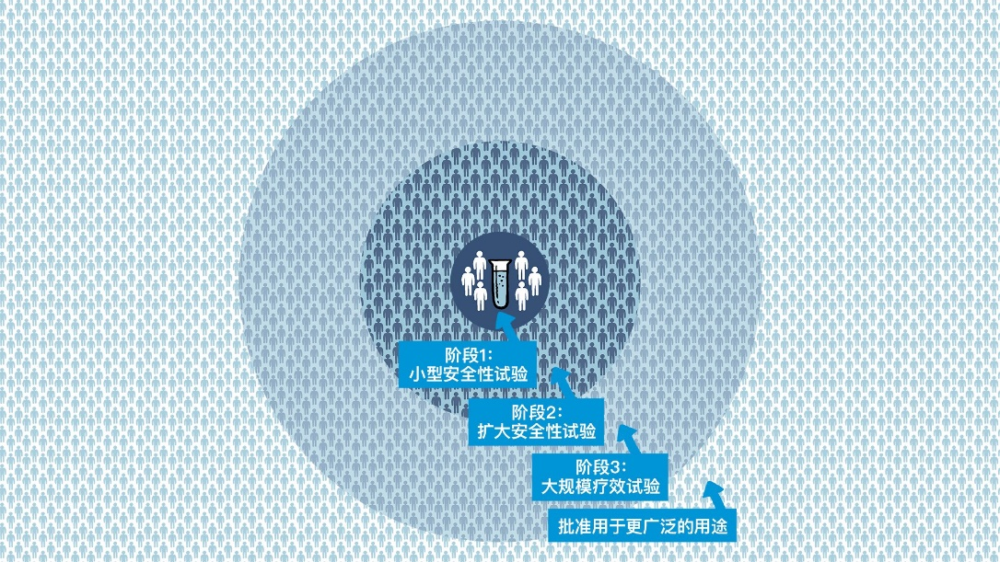 阶段1：
小型安全性试验
阶段2：
扩大安全性试验
阶段3：
大规模疗效试验
批准用于更广泛的用途